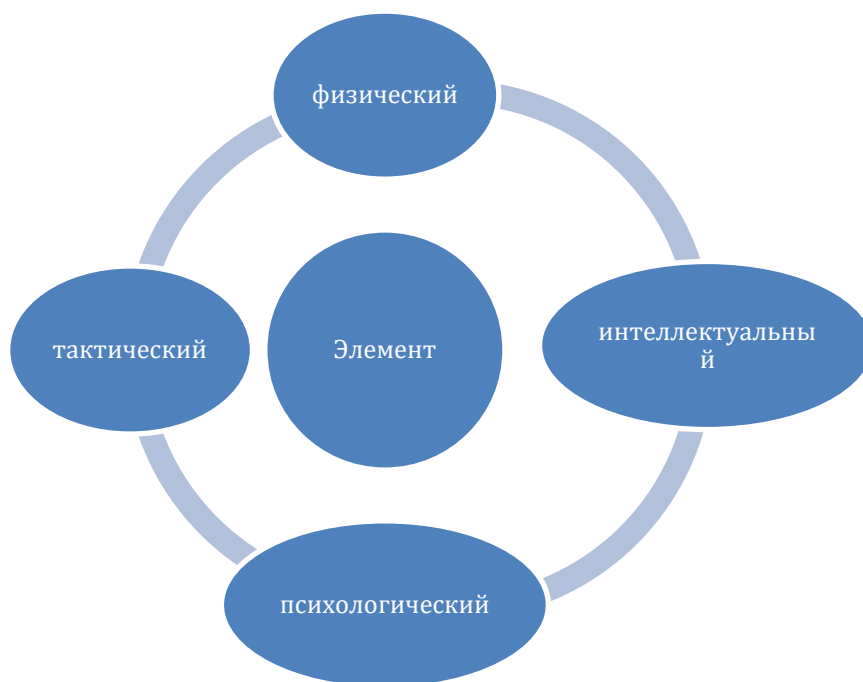 физический
тактический
Элемент
интеллектуальны
й
психологический